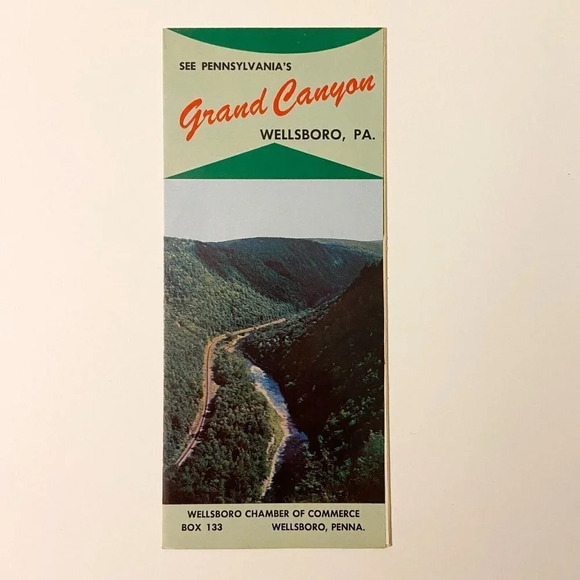 SEE PENNSYLVANIA'S
Grand Canyon
WELLSBORO, PA.
WELLSBORO CHAMBER OF COMMERCE
BOX 133 WELLSBORO, PENNA.